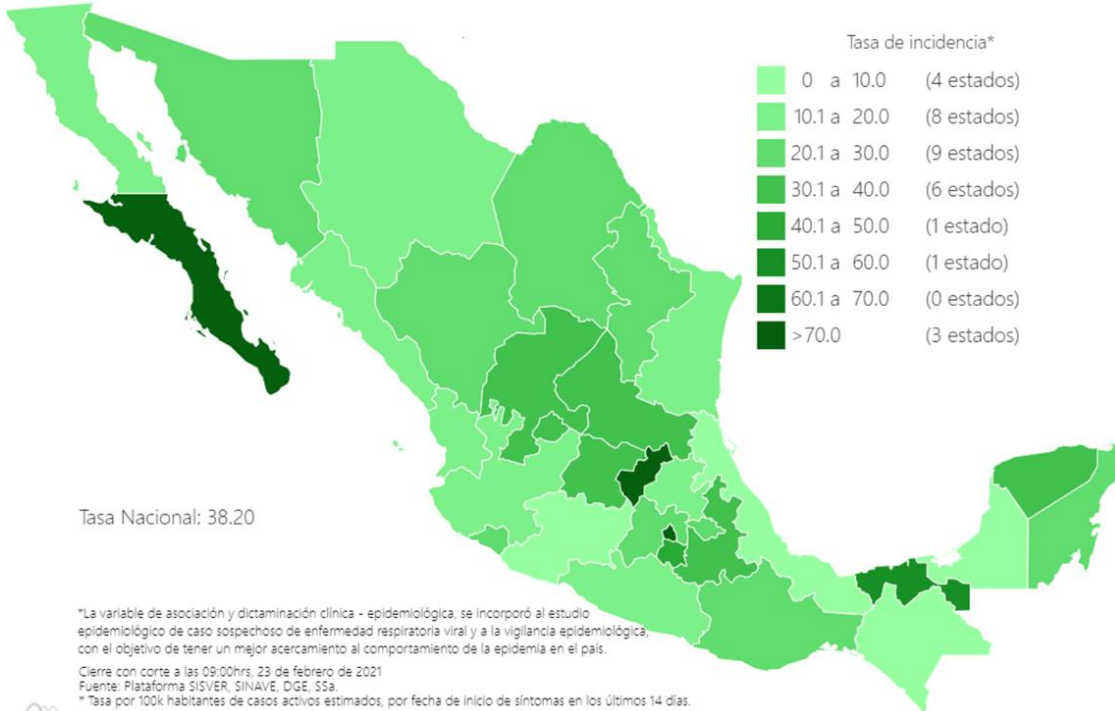 Tasa de incidencia*
0 a 10.0 (4 estados)
10.1 a 20.0 (8 estados)
20.1 a 30.0 (9 estados)
30.1 a 40.0 (6 estados)
40.1 a 50.0 (1 estado)
50.1 a 60.0 (1 estado)
60.1 a 70.0 (0 estados)
>70.0 (3 estados)
Tasa Nacional: 38.20
*La variable de asociación y dictaminación clínica - epidemiológica, se incorporó al estudio
epidemiológico de caso sospechoso de enfermedad respiratoria viral y a la vigilancia epidemiológica,
con el objetivo de tener un mejor acercamiento al comportamiento de la epidemia en el país.
Cierre con corte a las 09:00hrs, 23 de febrero de 2021
Fuente: Plataforma SISVER, SINAVE, DGE, SSa.
* Tasa por 100k habitantes de casos activos estimados, por fecha de inicio de síntomas en los últimos 14 días.